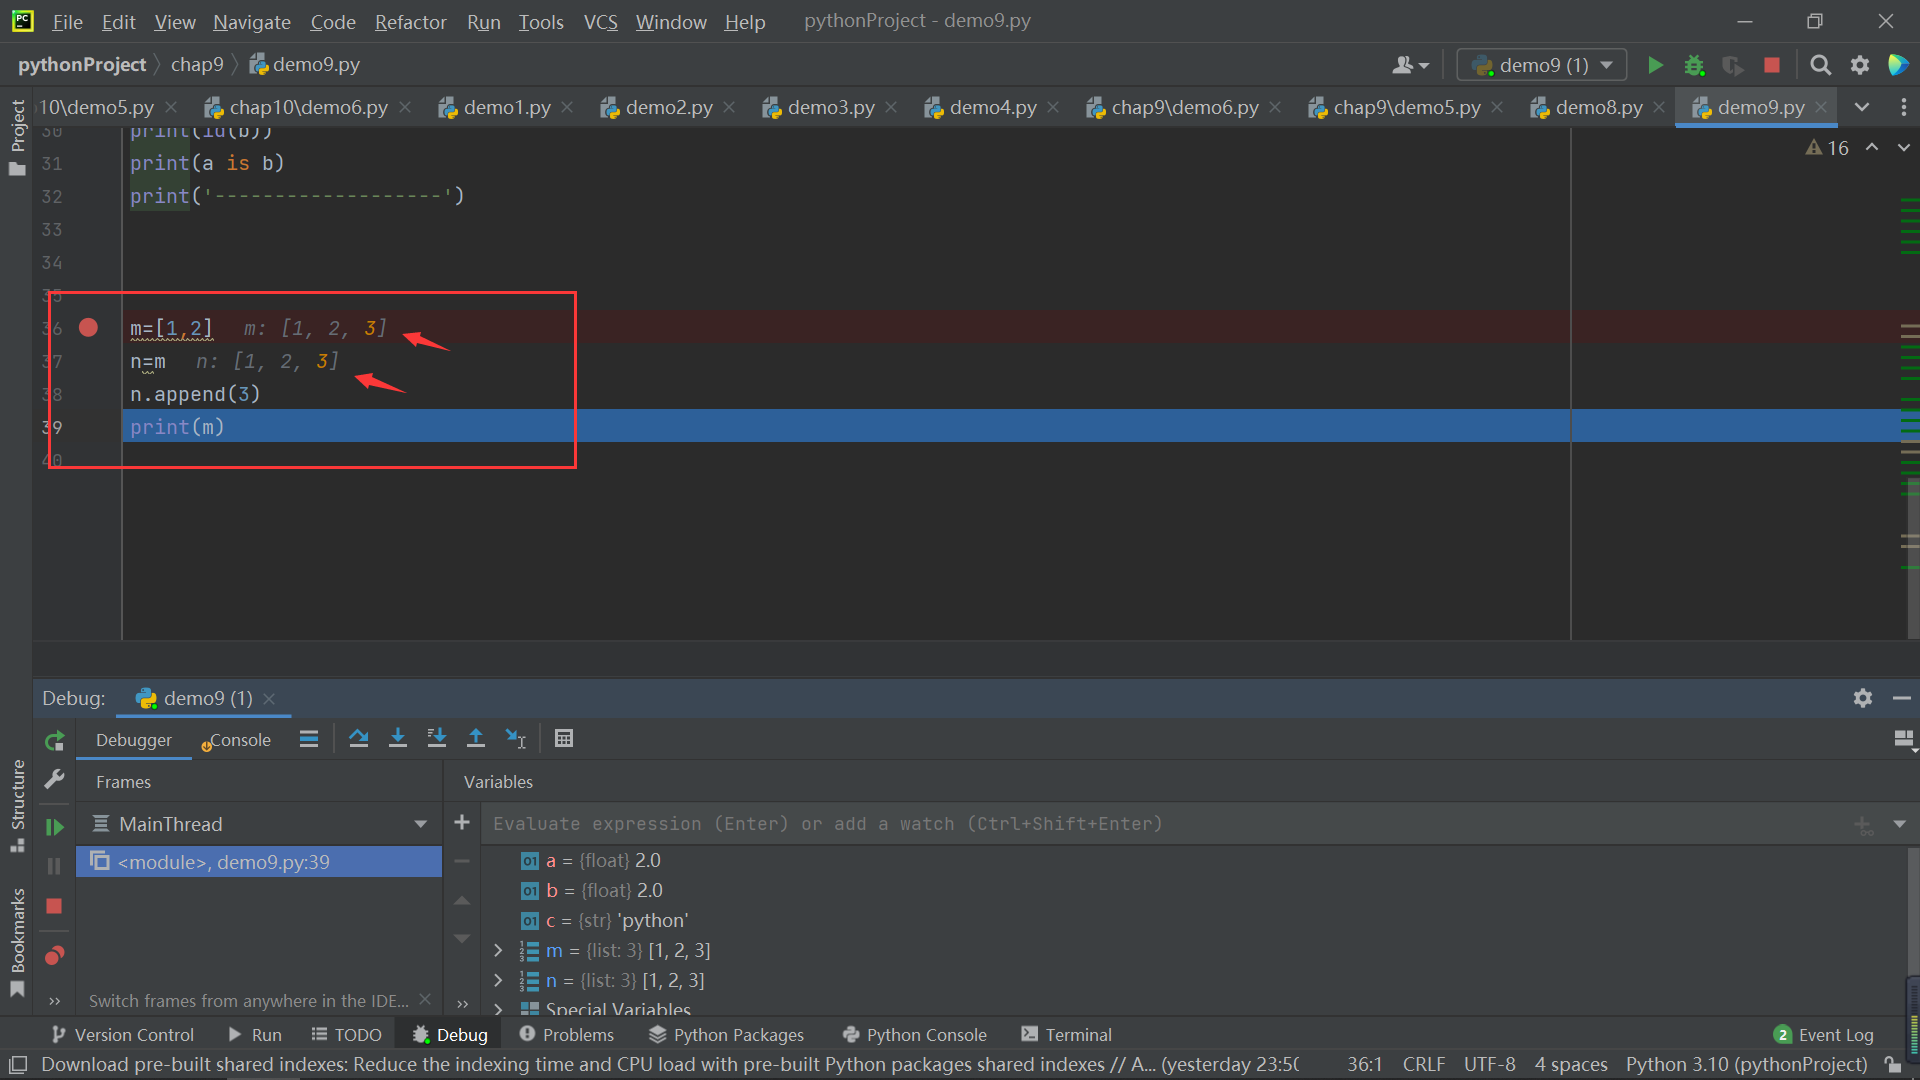 File Edit View Navigate Code Refactor Run Tools VCS Window Help pythonProject - demo9.py
pythonProject chap9 demo9.py demo9 (1)
10\demo5.py chap10\demo6.py demo1.py demo2.py demo3.py demo4.py chap9\demo6.py chap9\demo5.py demo8.py demo9.py
Project
16
30 print(id(b))
31 print(a is b)
32 print('-------------------')
33
34
35
36 m=[1,2] m: [1, 2, 3]
37 n=m n: [1, 2, 3]
38 n.append(3)
39 print(m)
40
Debug: demo9 (1)
Debugger Console
Frames Variables
MainThread Evaluate expression (Enter) or add a watch (Ctrl+Shift+Enter)
<module>, demo9.py:39
a = {float} 2.0
b = {float} 2.0
c = {str} 'python'
m = {list: 3} [1, 2, 3]
n = {list: 3} [1, 2, 3]
Special Variables
Switch frames from anywhere in the IDE...
Structure
Bookmarks
Version Control Run TODO Debug Problems Python Packages Python Console Terminal 2 Event Log
Download pre-built shared indexes: Reduce the indexing time and CPU load with pre-built Python packages shared indexes // A... (yesterday 23:50 36:1 CRLF UTF-8 4 spaces Python 3.10 (pythonProject)